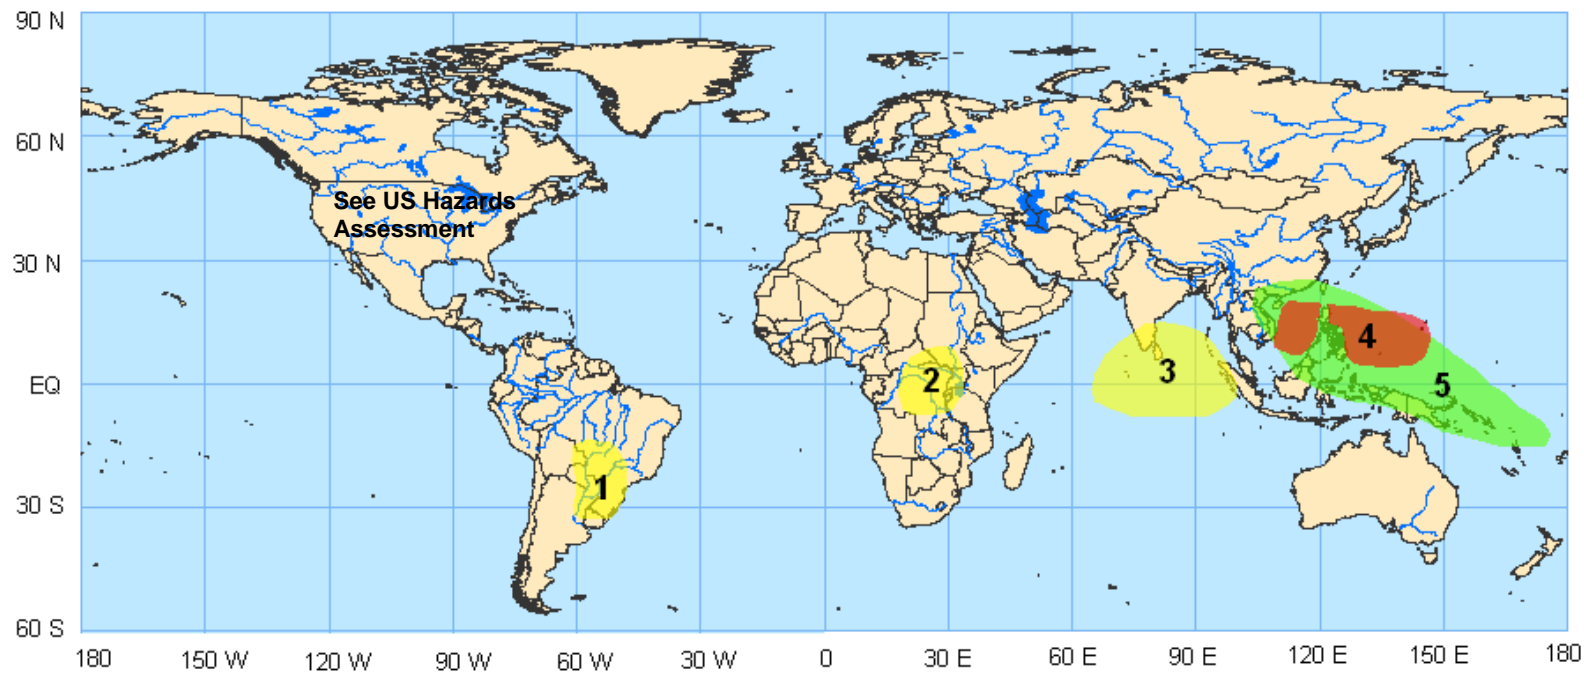 90 N
60 N
See US Hazards
Assessment
30 N
4
3
2
5
EQ
1
30 S
60 S
180
150 W
120 W
90 W
60 W
30 W
0
30 E
60 E
90 E
120 E
150 E
180